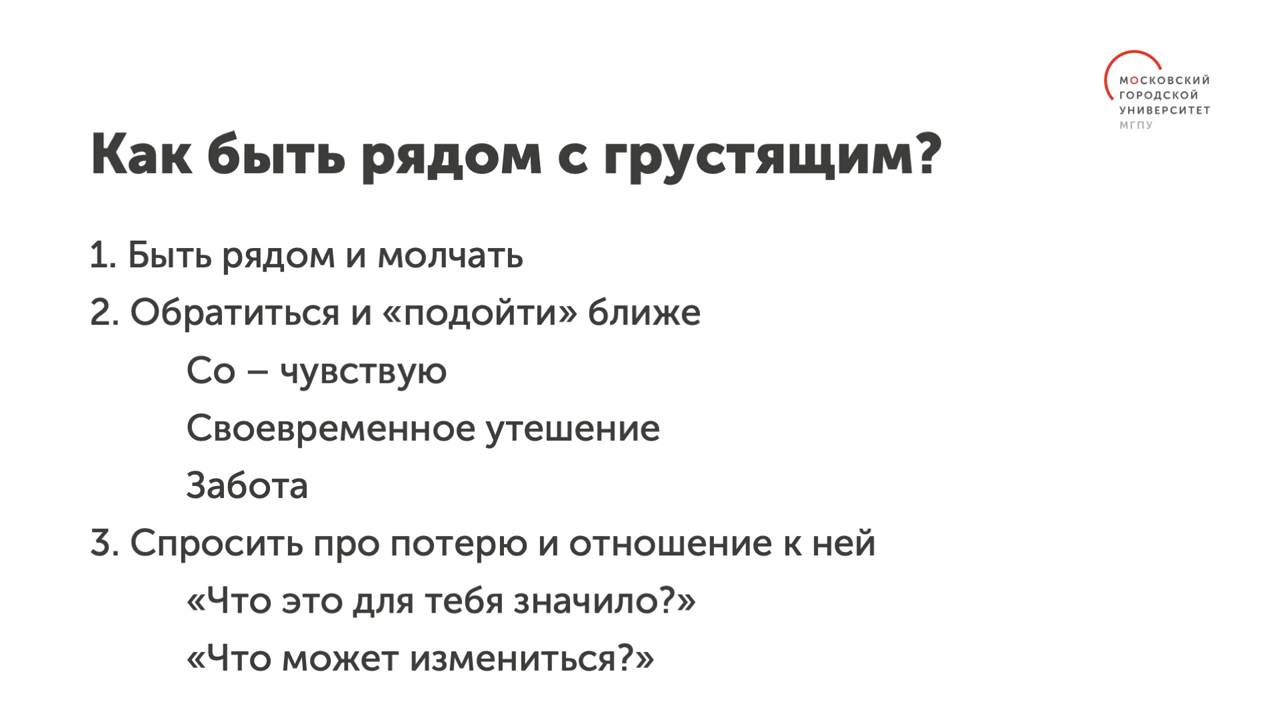 МОСКОВСКИЙ
ГОРОДСКОЙ
УНИВЕРСИТЕТ
МГПУ
Как быть рядом с грустящим?
1. Быть рядом и молчать
2. Обратиться и «подойти» ближе
Со – чувствую
Своевременное утешение
Забота
3. Спросить про потерю и отношение к ней
«Что это для тебя значило?»
«Что может измениться?»